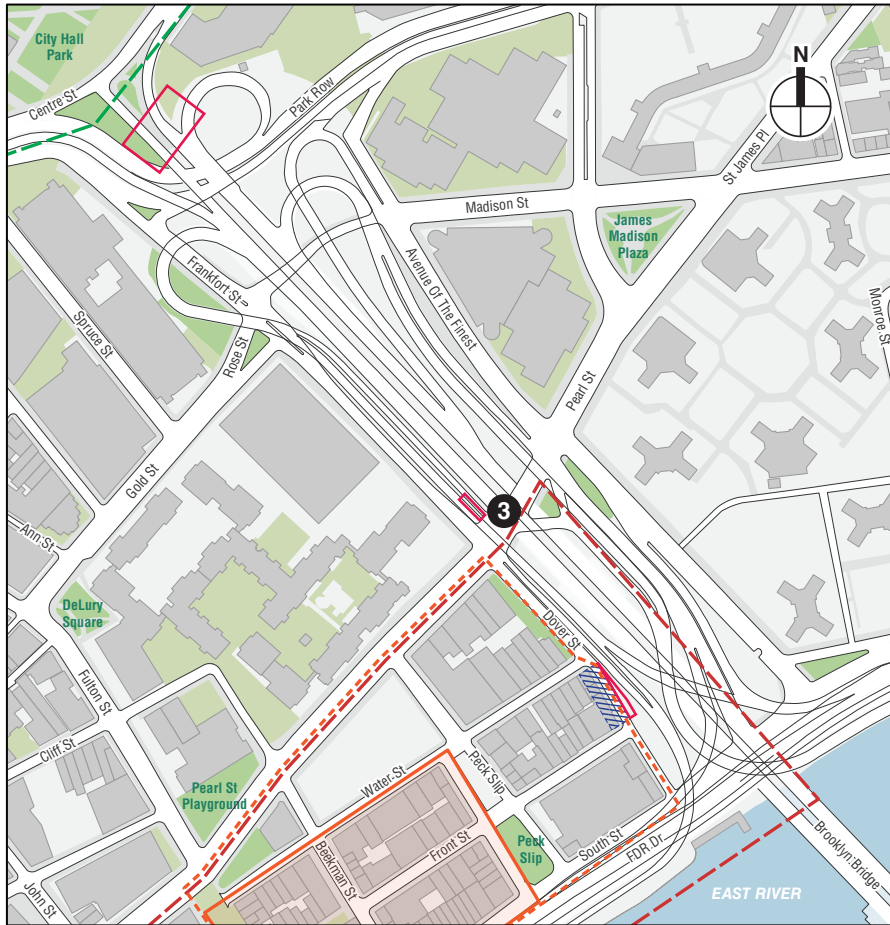 City Hall
Park
Centre St
Park Row
N
St James Pl
Madison St
James
Madison
Plaza
Frankfort St
Avenue Of The Finest
Monroe St
Spruce St
Rose St
Pearl St
Gold St
3
Ann St
DeLury
Square
Dover St
Fulton St
Cliff St
Pearl St
Playground
Water St
Peck Slip
Peck
Slip
South St
FDR Dr
Front St
Beekman St
John St
Brooklyn Bridge
EAST RIVER